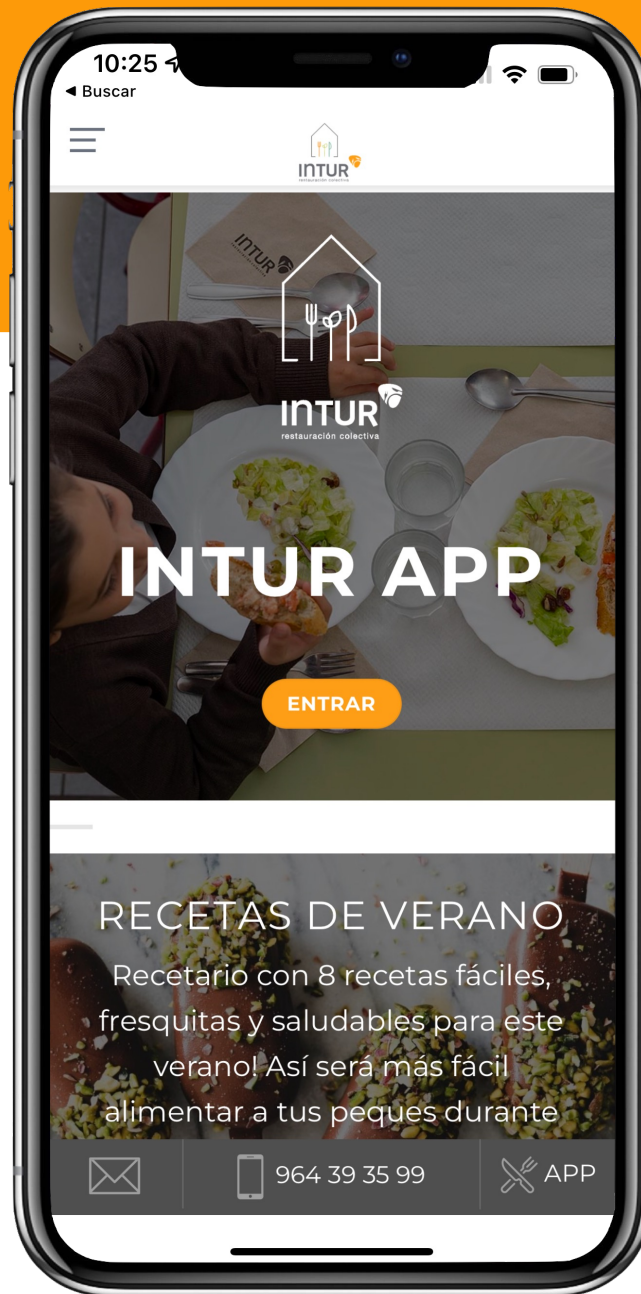 10:25
◀ Buscar
INTUR
restauración colectiva
INTUR
INTUR
restauración colectiva
INTUR APP
ENTRAR
RECETAS DE VERANO
Recetario con 8 recetas fáciles,
fresquitas y saludables para este
verano! Así será más fácil
alimentar a tus peques durante
964 39 35 99
APP